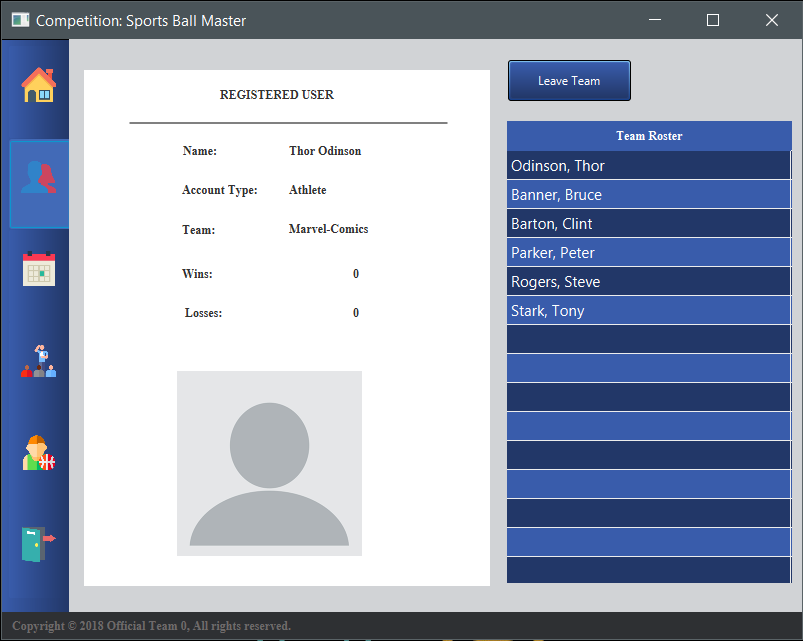 Competition: Sports Ball Master
REGISTERED USER
Name: Thor Odinson
Account Type: Athlete
Team: Marvel-Comics
Wins: 0
Losses: 0
Leave Team
Team Roster
Odinson, Thor
Banner, Bruce
Barton, Clint
Parker, Peter
Rogers, Steve
Stark, Tony
Copyright © 2018 Official Team 0, All rights reserved.